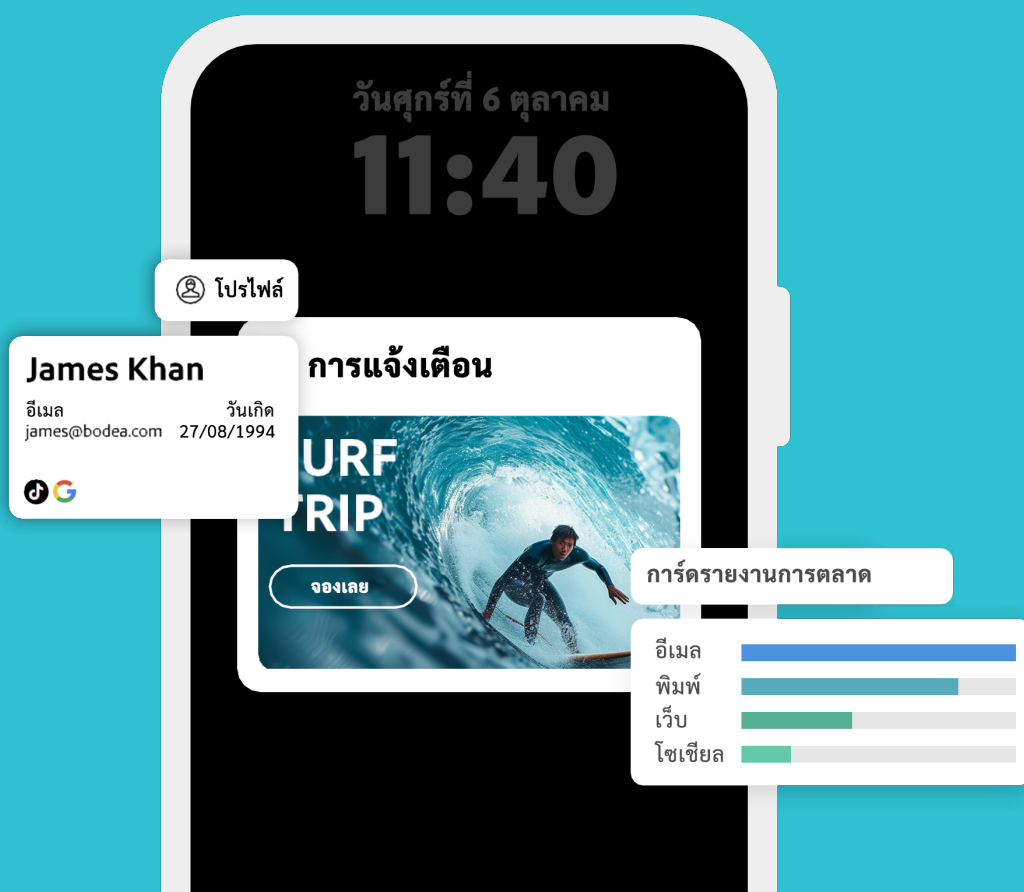 วันศุกร์ที่ 6 ตุลาคม
11:40
โปรไฟล์
James Khan
อีเมล
วันเกิด
james@bodea.com
27/08/1994
การแจ้งเตือน
URF
TRIP
จองเลย
การ์ดรายงานการตลาด
อีเมล
พิมพ์
เว็บ
โซเชียล